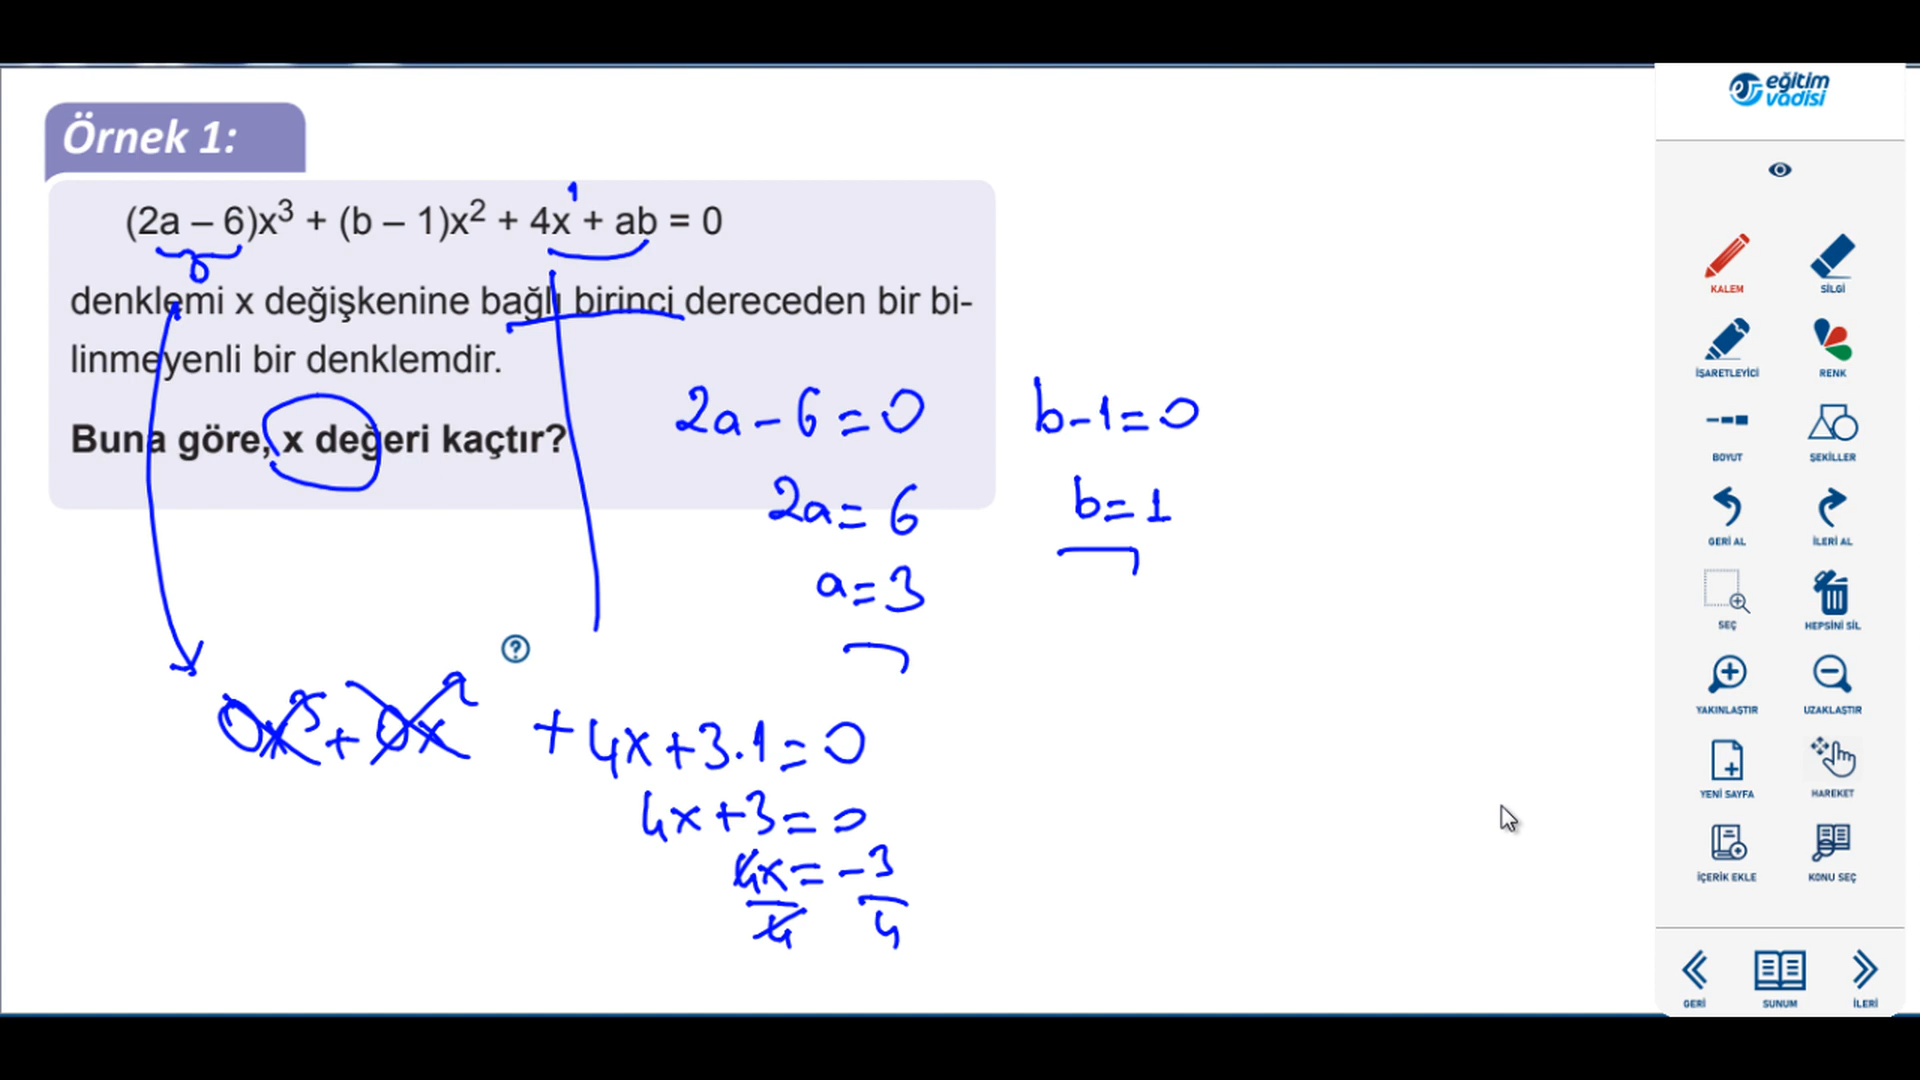 eğitim
vadisi
Örnek 1:
1
(2a – 6)x³ + (b – 1)x² + 4x + ab = 0
0
denklemi x değişkenine bağlı birinci dereceden bir bi-
linmeyenli bir denklemdir.
Buna göre, x değeri kaçtır?
2a - 6 = 0
2a = 6
a = 3
b - 1 = 0
b = 1
?
0x³ + 0x² + 4x + 3.1 = 0
4x + 3 = 0
4x/4 = -3/4
KALEM
SİLGİ
İŞARETLEYİCİ
RENK
BOYUT
ŞEKİLLER
GERİ AL
İLERİ AL
SEÇ
HEPSİNİ SİL
YAKINLAŞTIR
UZAKLAŞTIR
YENİ SAYFA
HAREKET
İÇERİK EKLE
KONU SEÇ
GERİ
SUNUM
İLERİ